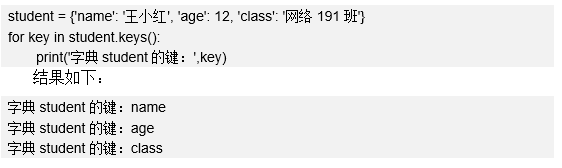 student = {'name': '王小红', 'age': 12, 'class': '网络 191 班'}
for key in student.keys():
print('字典 student 的键：',key)
结果如下：
字典 student 的键：name
字典 student 的键：age
字典 student 的键：class